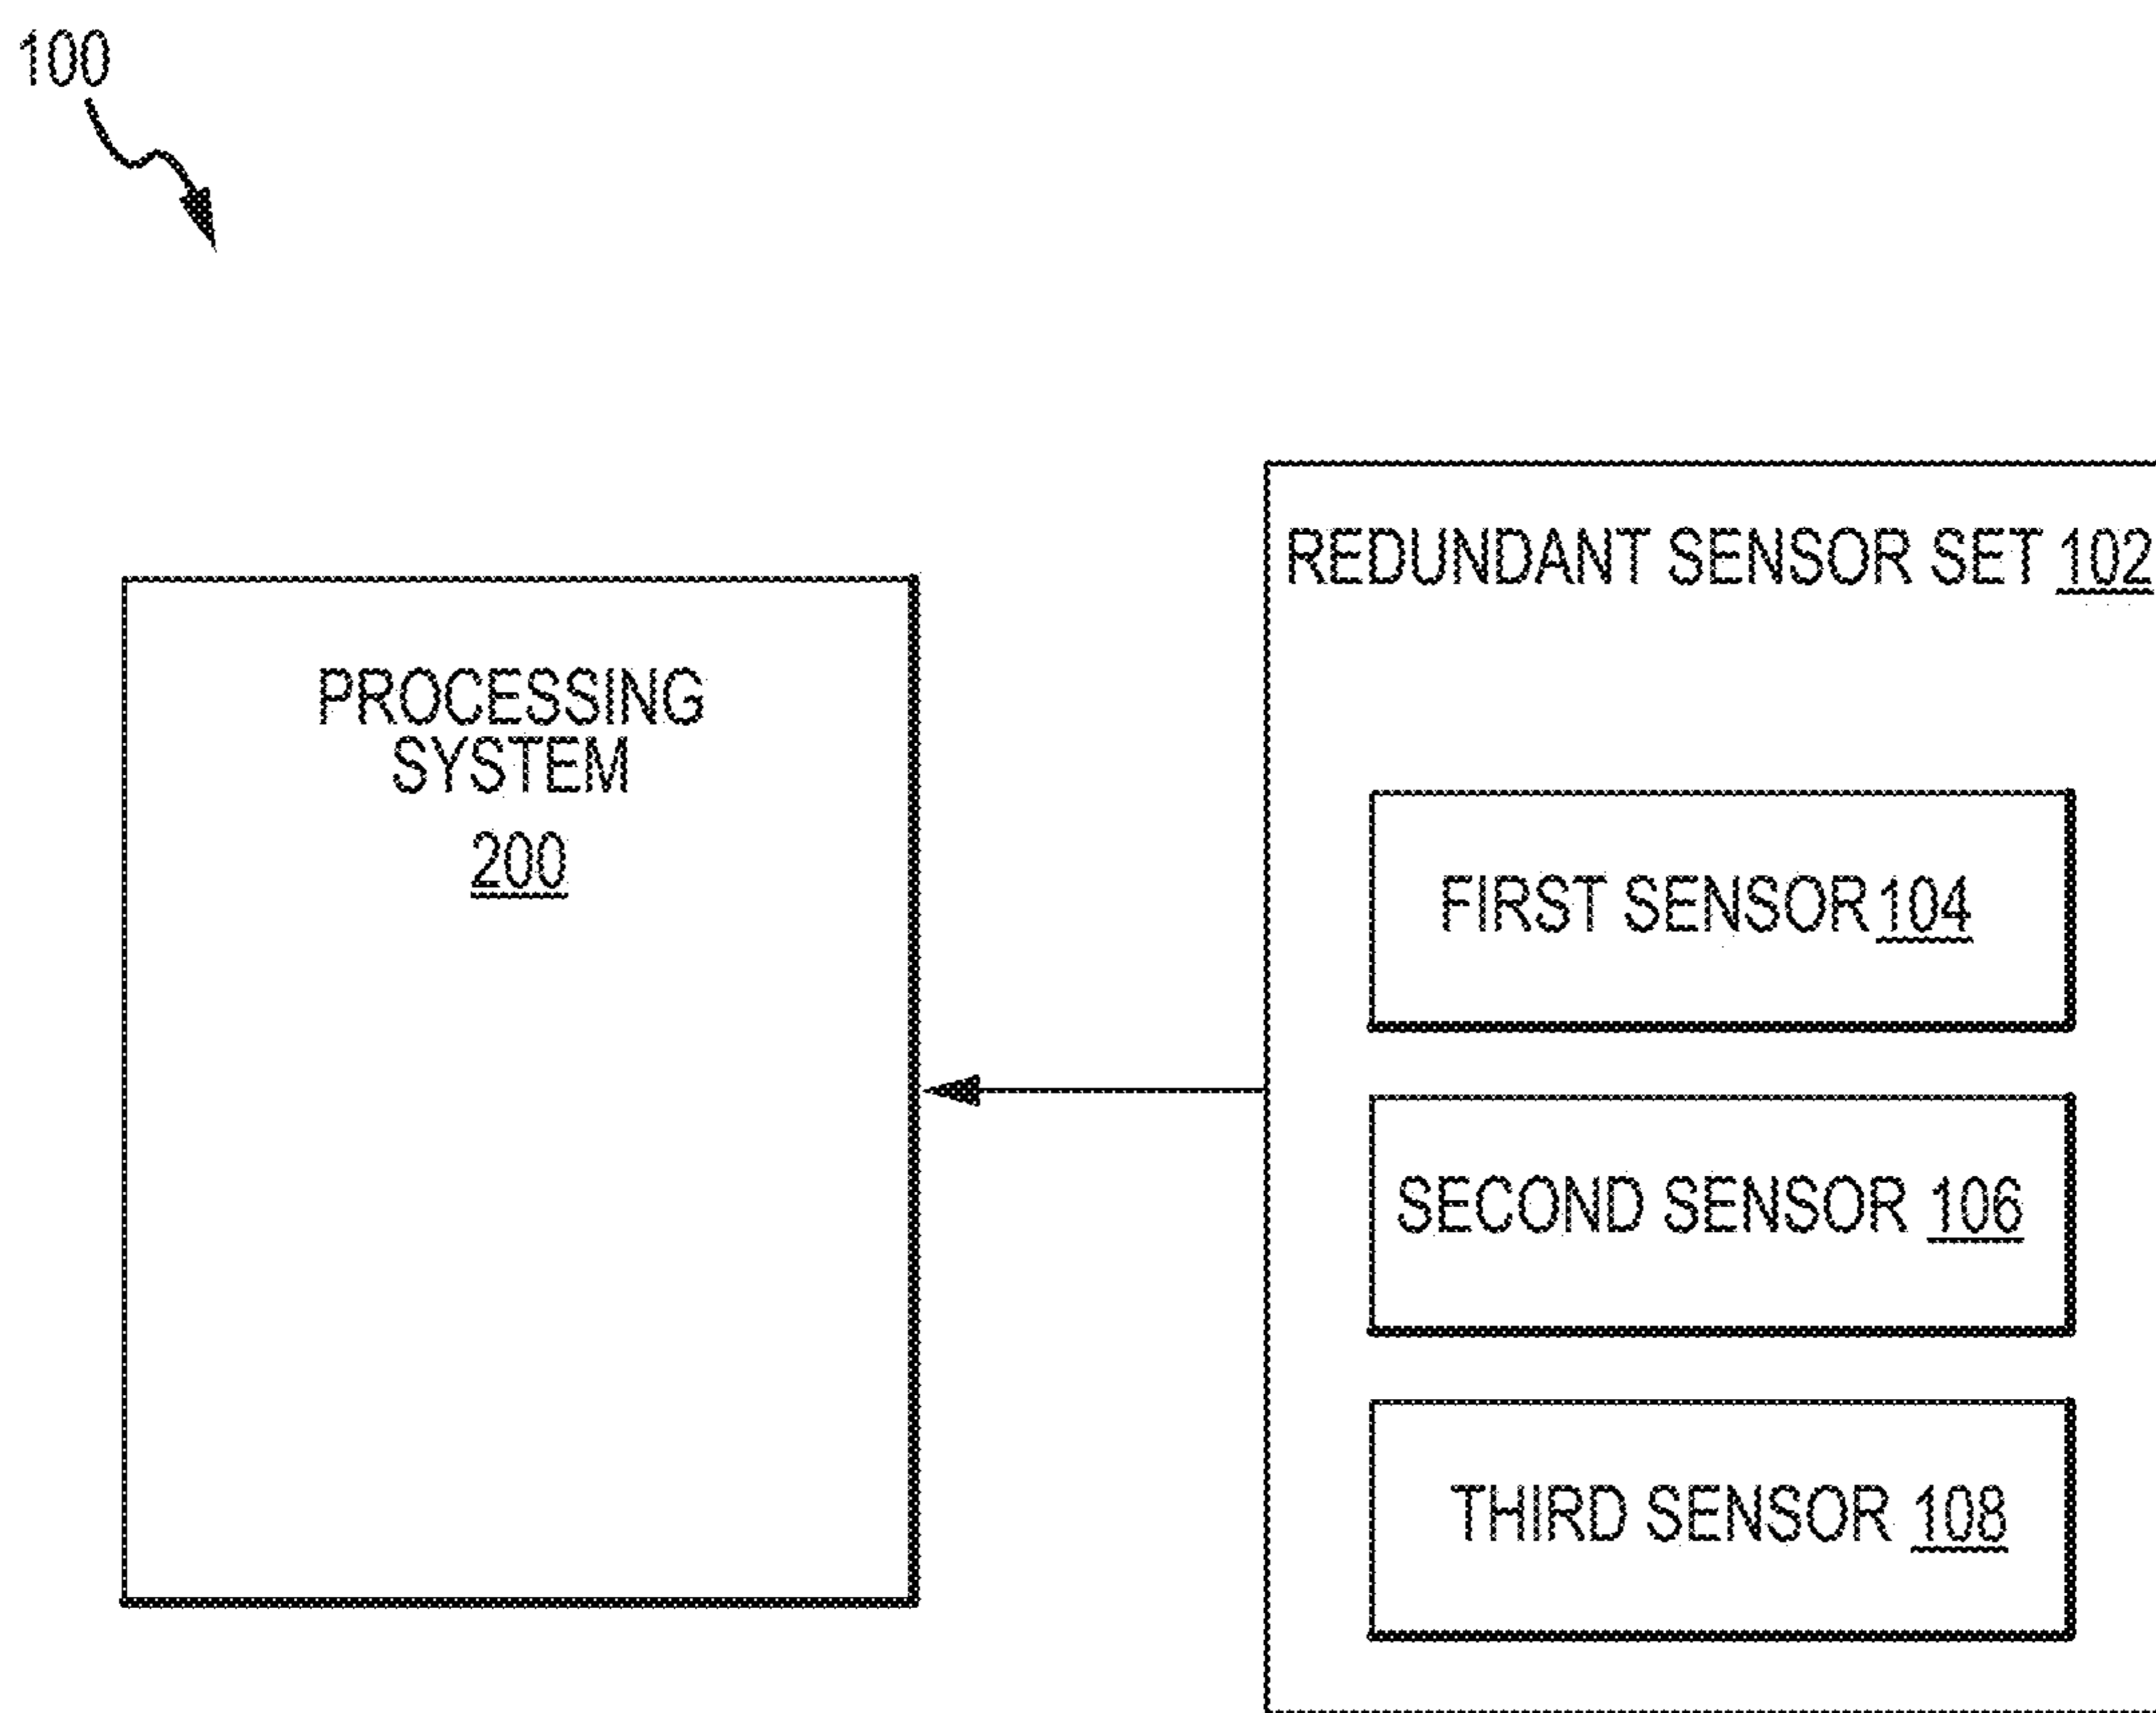 100
REDUNDANT SENSOR SET 102
PROCESSING
SYSTEM
200
FIRST SENSOR 104
SECOND SENSOR 106
THIRD SENSOR 108